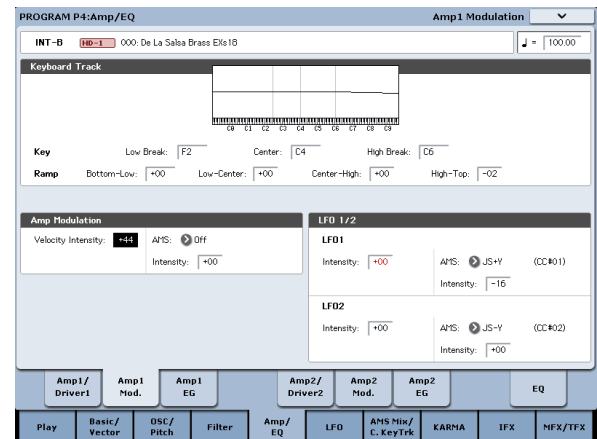 PROGRAM P4:Amp/EQ Amp1 Modulation
INT-B HD-1 000: De La Salsa Brass EXs18 ♩ = 100.00
Keyboard Track
C0 C1 C2 C3 C4 C5 C6 C7 C8 C9
Key Low Break: F2 Center: C4 High Break: C6
Ramp Bottom-Low: +00 Low-Center: +00 Center-High: +00 High-Top: -02
Amp Modulation
Velocity Intensity: +44 AMS: Off
Intensity: +00
LFO 1/2
LFO1
Intensity: +00 AMS: JS+Y (CC#01)
Intensity: -16
LFO2
Intensity: +00 AMS: JS-Y (CC#02)
Intensity: +00
Amp1/ Driver1
Amp1 Mod.
Amp1 EG
Amp2/ Driver2
Amp2 Mod.
Amp2 EG
EQ
Play
Basic/ Vector
OSC/ Pitch
Filter
Amp/ EQ
LFO
AMS Mix/ C. KeyTrk
KARMA
IFX
MFX/TFX